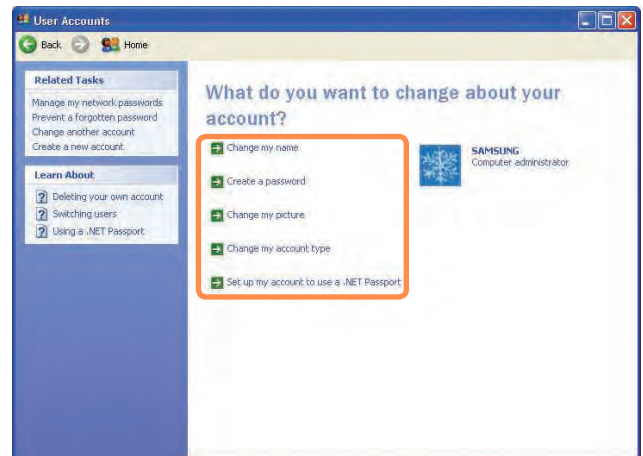 User Accounts
Back Home
Related Tasks
Manage my network passwords
Prevent a forgotten password
Change another account
Create a new account
Learn About
? Deleting your own account
? Switching users
? Using a .NET Passport
What do you want to change about your
account?
Change my name
Create a password
Change my picture
Change my account type
Set up my account to use a .NET Passport
SAMSUNG
Computer administrator